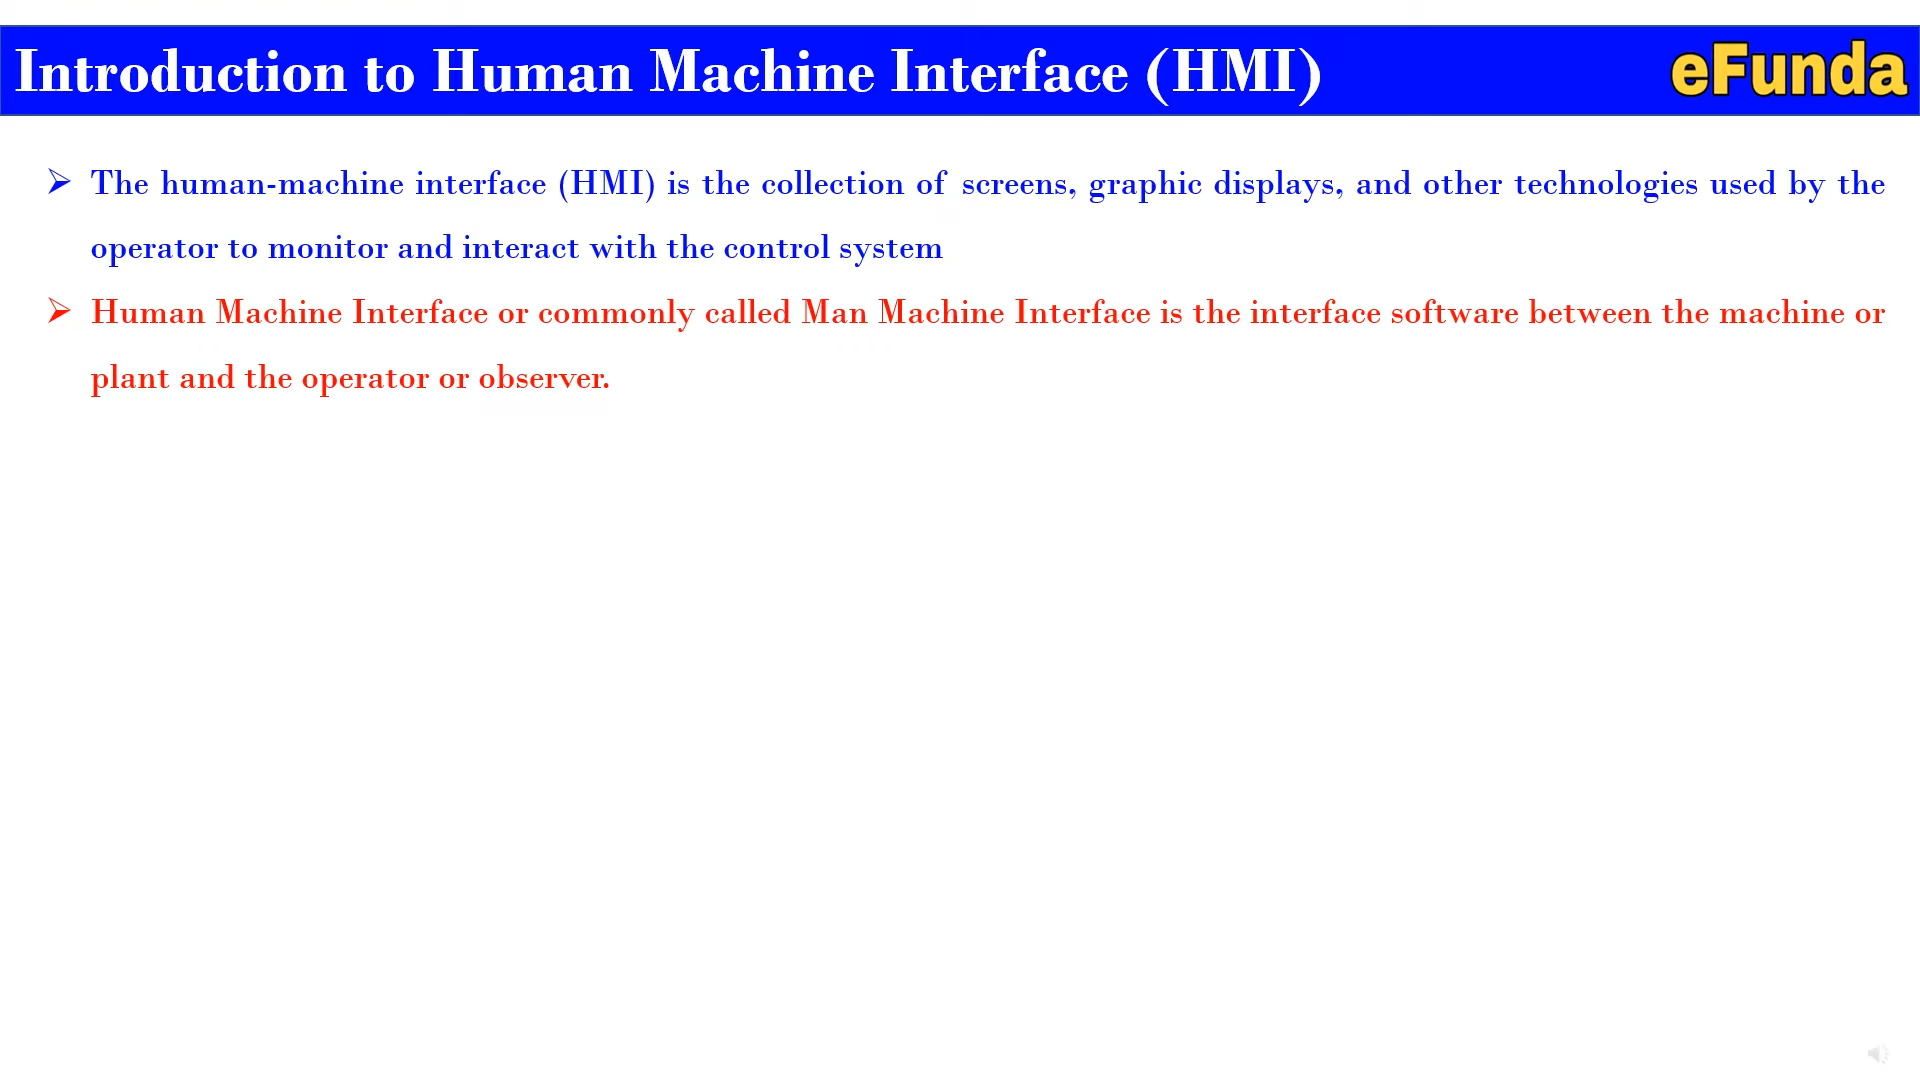 Introduction to Human Machine Interface (HMI)
eFunda
➢ The human-machine interface (HMI) is the collection of screens, graphic displays, and other technologies used by the
operator to monitor and interact with the control system
➢ Human Machine Interface or commonly called Man Machine Interface is the interface software between the machine or
plant and the operator or observer.